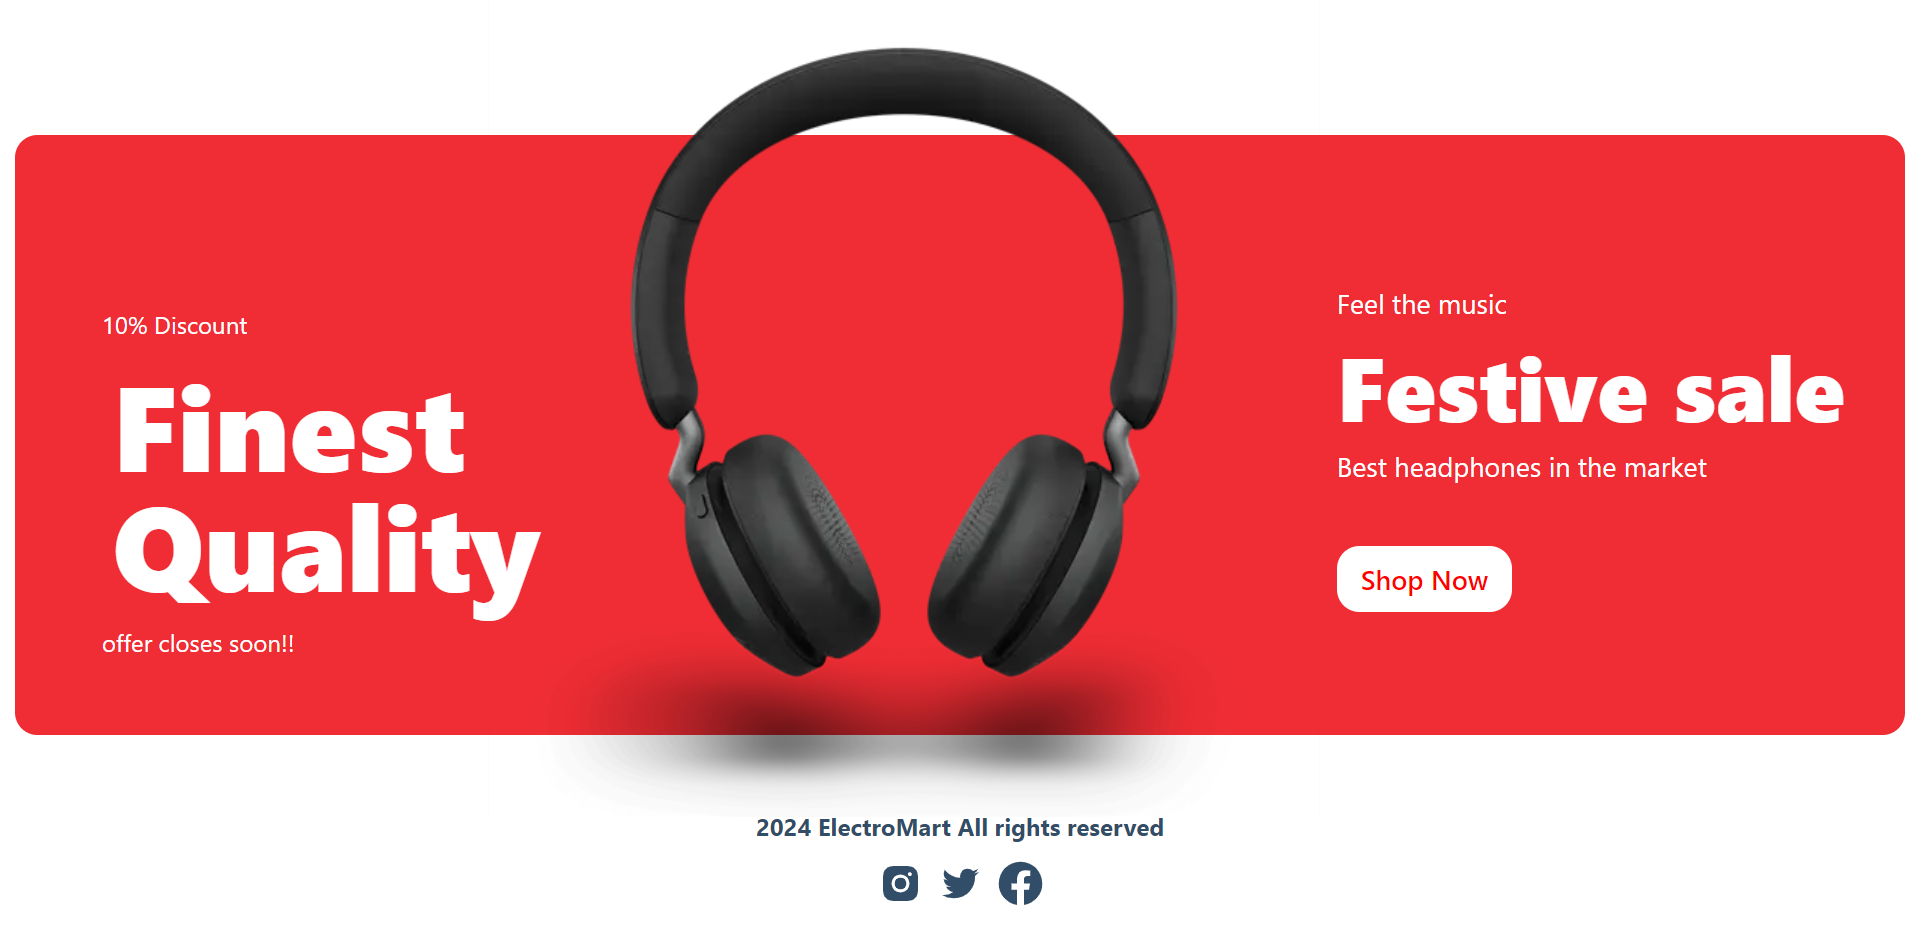 10% Discount
Finest
Quality
offer closes soon!!
Feel the music
Festive sale
Best headphones in the market
Shop Now
2024 ElectroMart All rights reserved